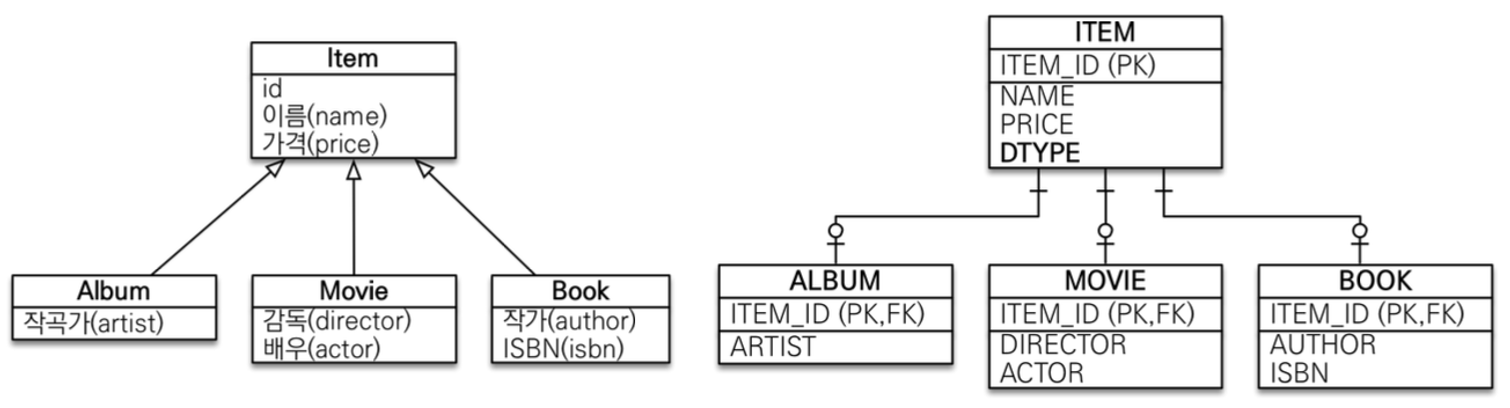 Item
id
이름(name)
가격(price)
Album
작곡가(artist)
Movie
감독(director)
배우(actor)
Book
작가(author)
ISBN(isbn)
ITEM
ITEM_ID (PK)
NAME
PRICE
DTYPE
ALBUM
ITEM_ID (PK,FK)
ARTIST
MOVIE
ITEM_ID (PK,FK)
DIRECTOR
ACTOR
BOOK
ITEM_ID (PK,FK)
AUTHOR
ISBN